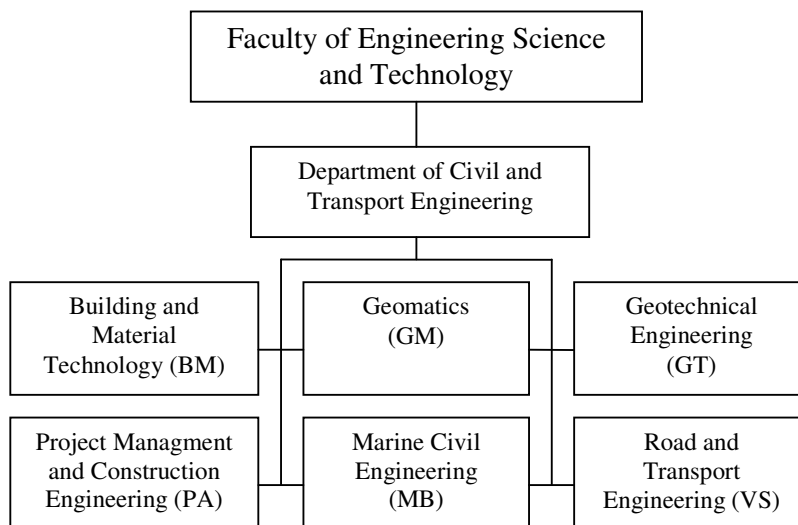 Faculty of Engineering Science
and Technology
Department of Civil and
Transport Engineering
Building and
Material
Technology (BM)
Geomatics
(GM)
Geotechnical
Engineering
(GT)
Project Managment
and Construction
Engineering (PA)
Marine Civil
Engineering
(MB)
Road and
Transport
Engineering (VS)